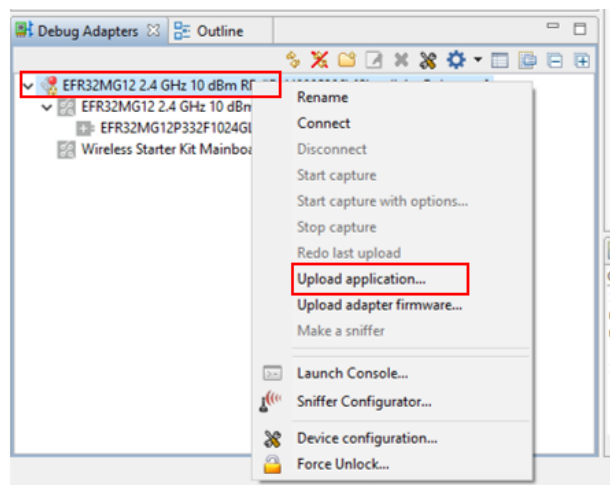 Debug Adapters Outline
EFR32MG12 2.4 GHz 10 dBm
EFR32MG12 2.4 GHz 10 dBm
EFR32MG12P332F1024GL
Wireless Starter Kit Mainboa
Rename
Connect
Disconnect
Start capture
Start capture with options...
Stop capture
Redo last upload
Upload application...
Upload adapter firmware...
Make a sniffer
Launch Console...
Sniffer Configurator...
Device configuration...
Force Unlock...